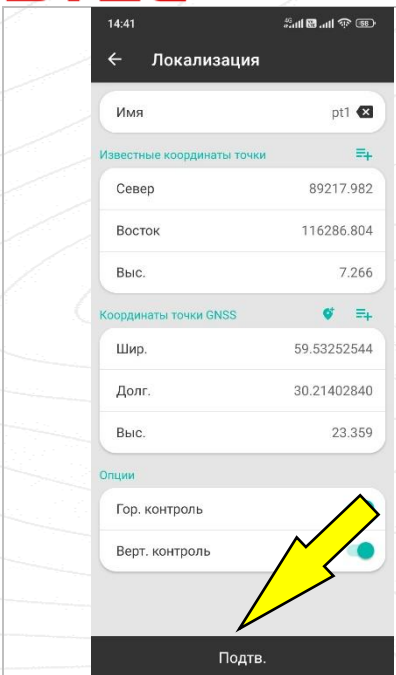 14:41
Локализация
Имя pt1
Известные координаты точки
Север 89217.982
Восток 116286.804
Выс. 7.266
Координаты точки GNSS
Шир. 59.53252544
Долг. 30.21402840
Выс. 23.359
Опции
Гор. контроль
Верт. контроль
Подтв.